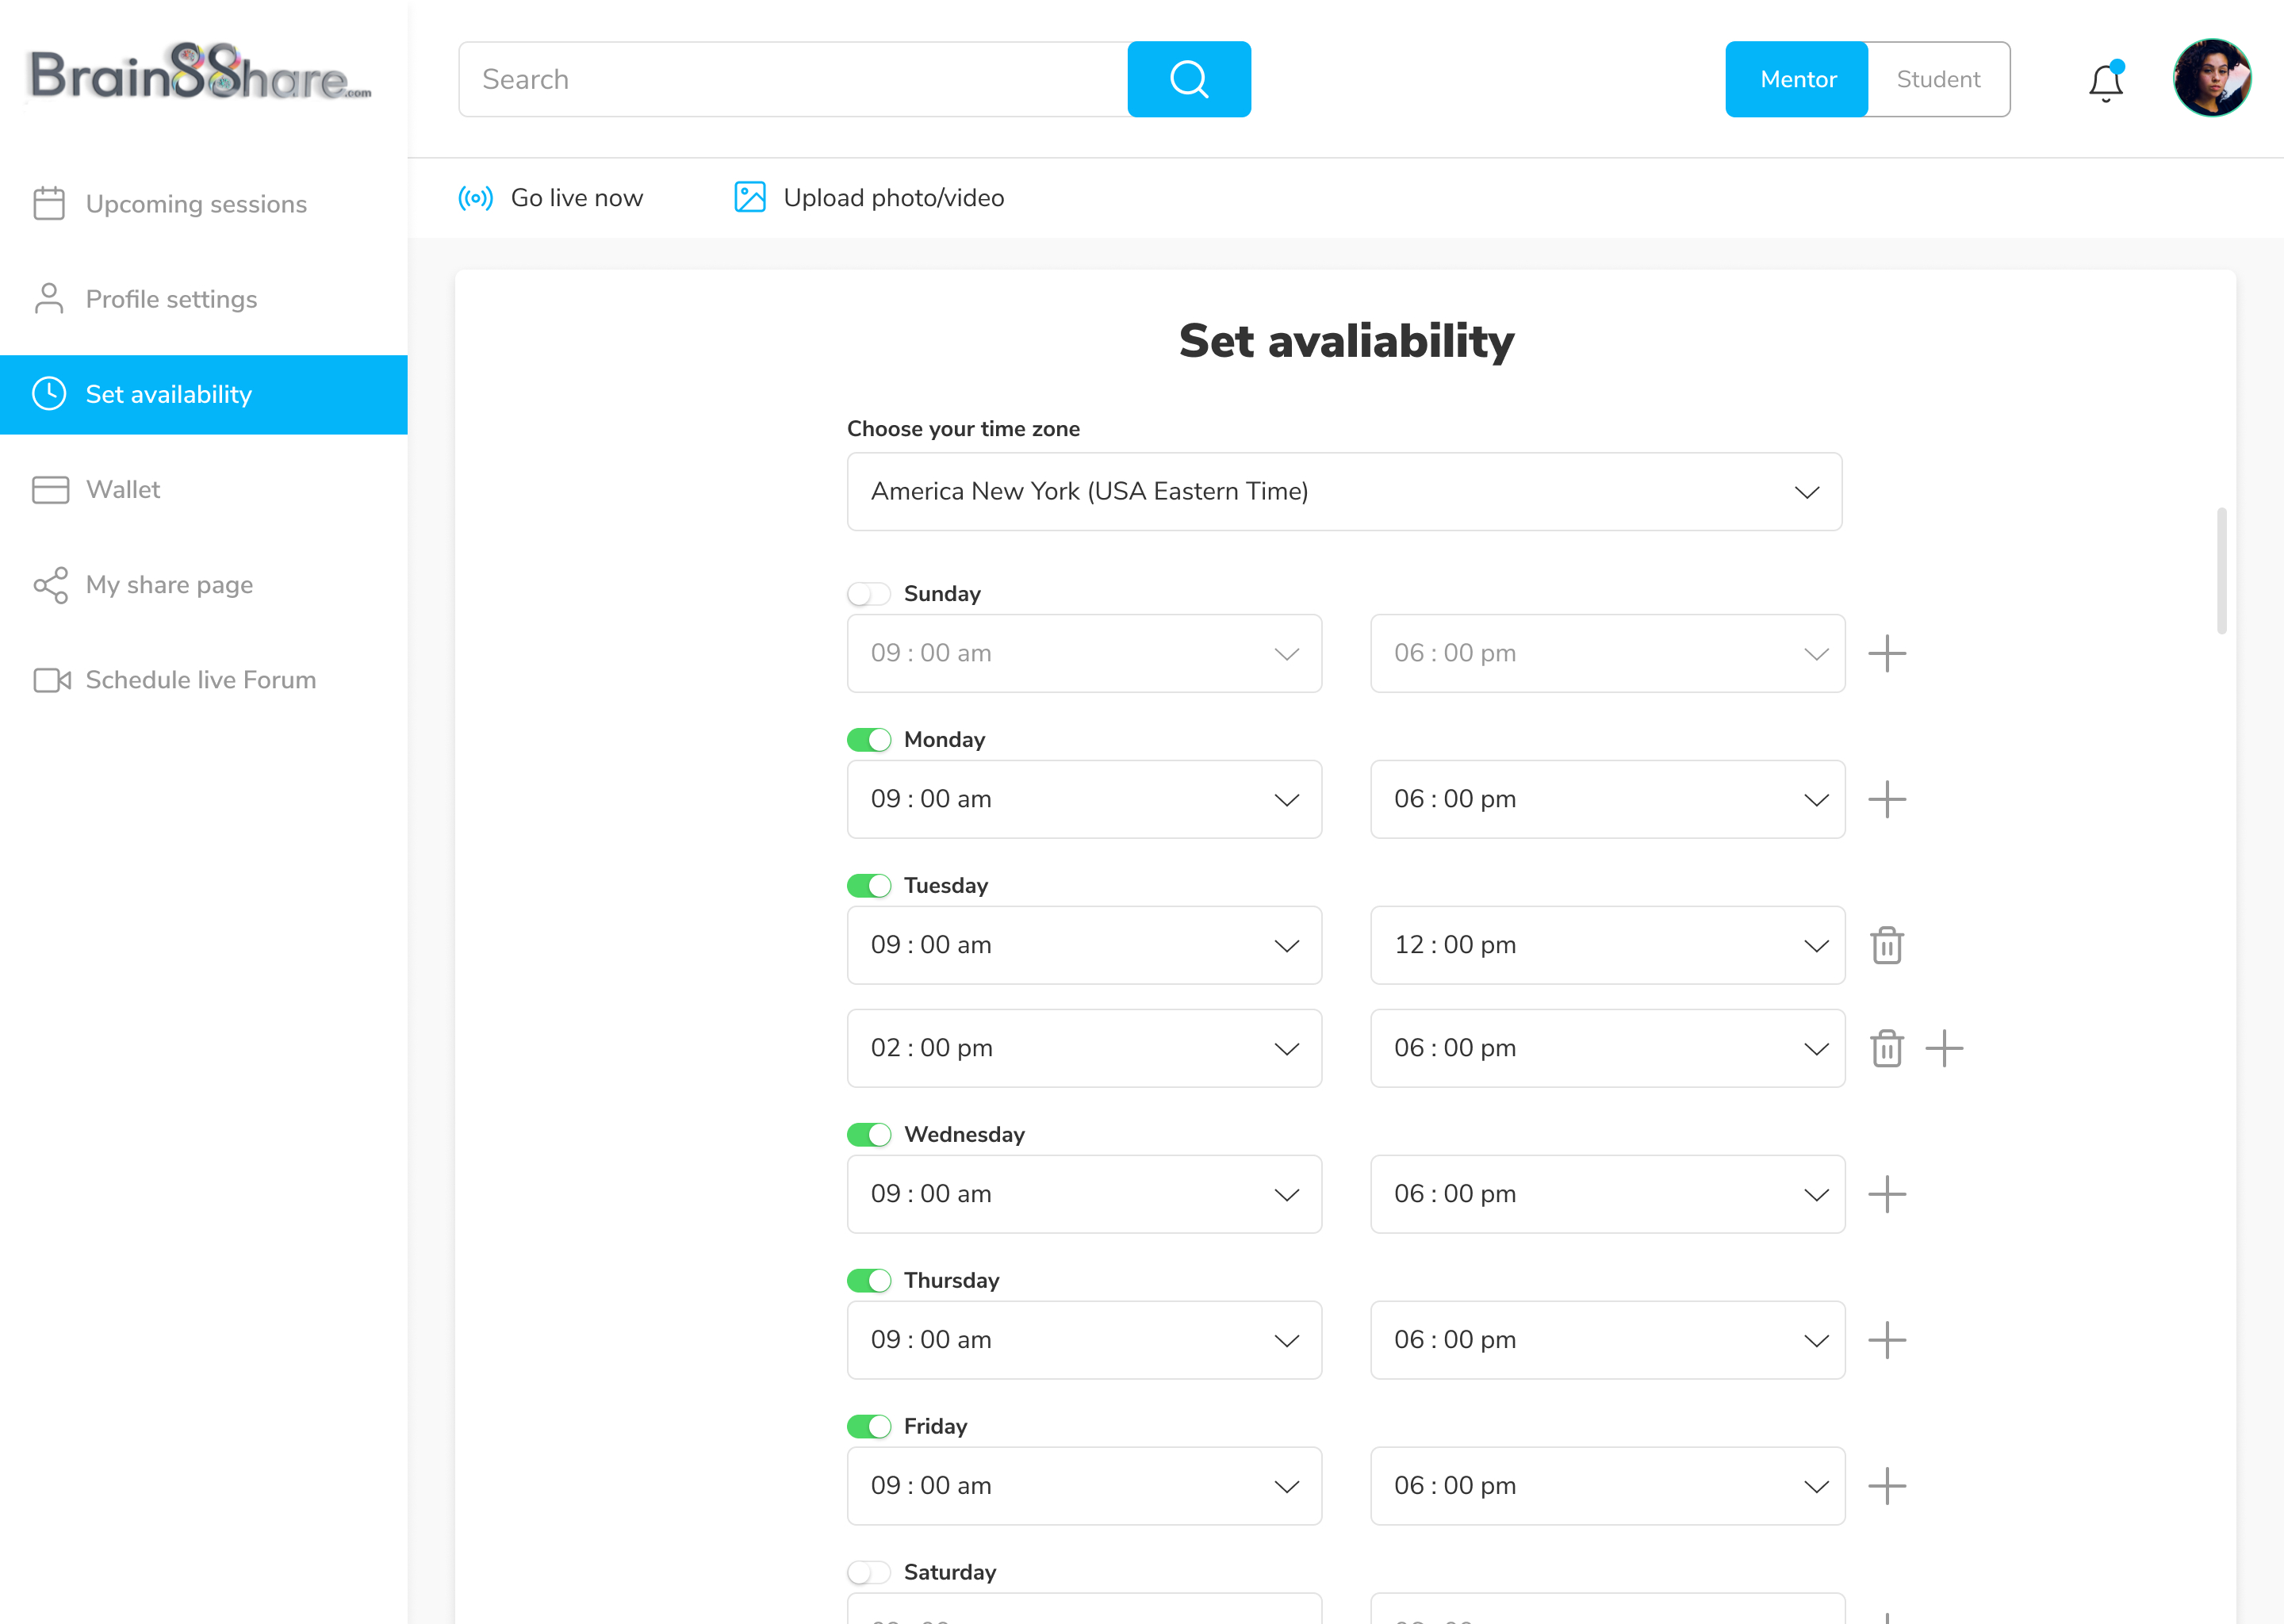 Brain88hare.com
Search
Mentor
Student
Upcoming sessions
Profile settings
Set availability
Wallet
My share page
Schedule live Forum
Go live now
Upload photo/video
Set avaliability
Choose your time zone
America New York (USA Eastern Time)
Sunday
09 : 00 am
06 : 00 pm
Monday
09 : 00 am
06 : 00 pm
Tuesday
09 : 00 am
12 : 00 pm
02 : 00 pm
06 : 00 pm
Wednesday
09 : 00 am
06 : 00 pm
Thursday
09 : 00 am
06 : 00 pm
Friday
09 : 00 am
06 : 00 pm
Saturday